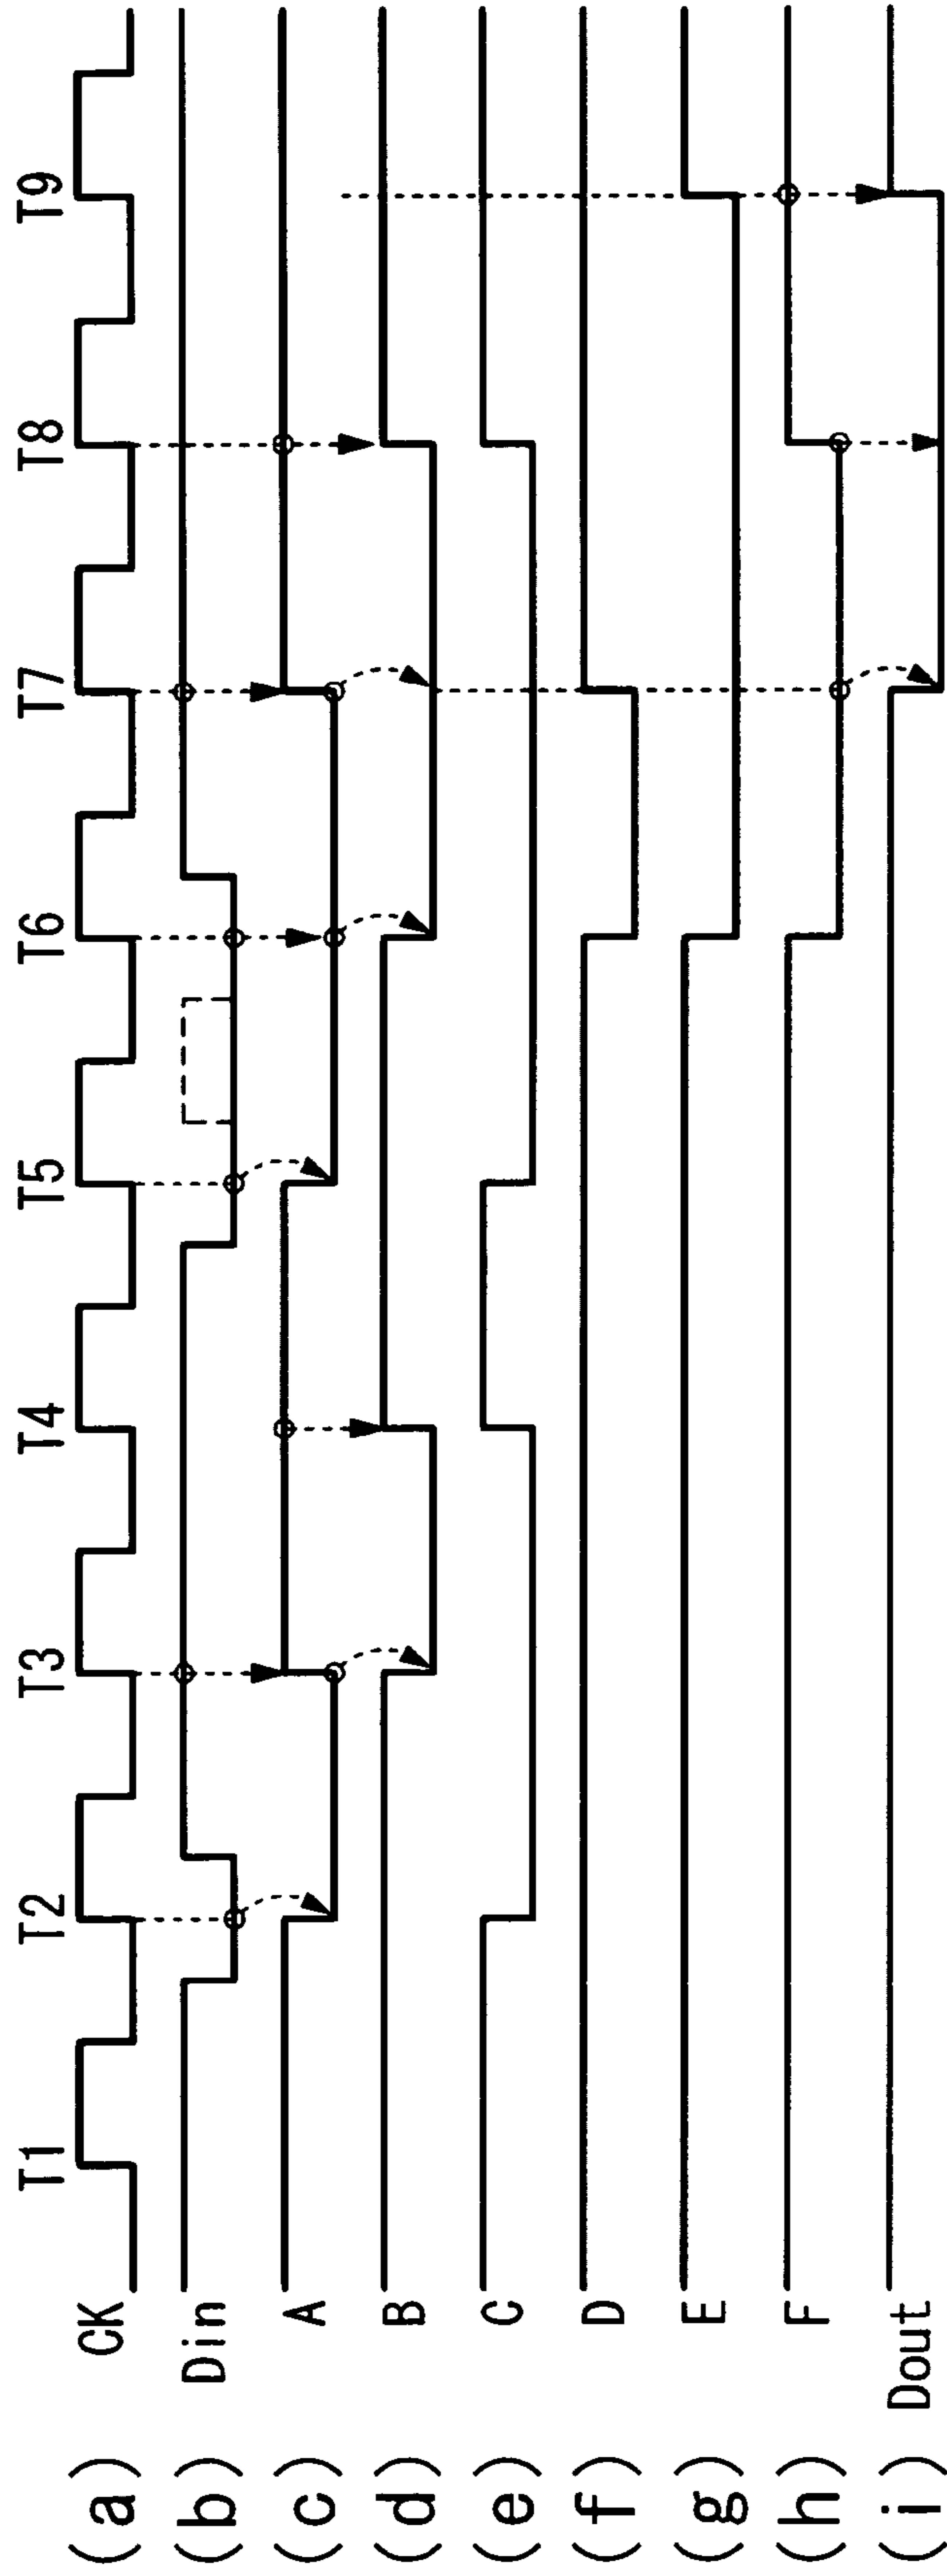 T1 T2 T3 T4 T5 T6 T7 T8 T9
(a) CK
(b) Din
(c) A
(d) B
(e) C
(f) D
(g) E
(h) F
(i) Dout